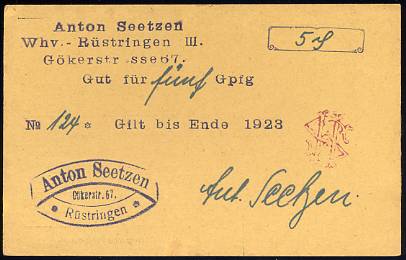 Anton Seetzen
Whv.- Rüstringen III.
Gökerstr sse67.
5 ₰
Gut für fünf Gpfg
No 124 * Gilt bis Ende 1923
Anton Seetzen
Gökerstr. 67.
* Rüstringen *
Ant. Seetzen.